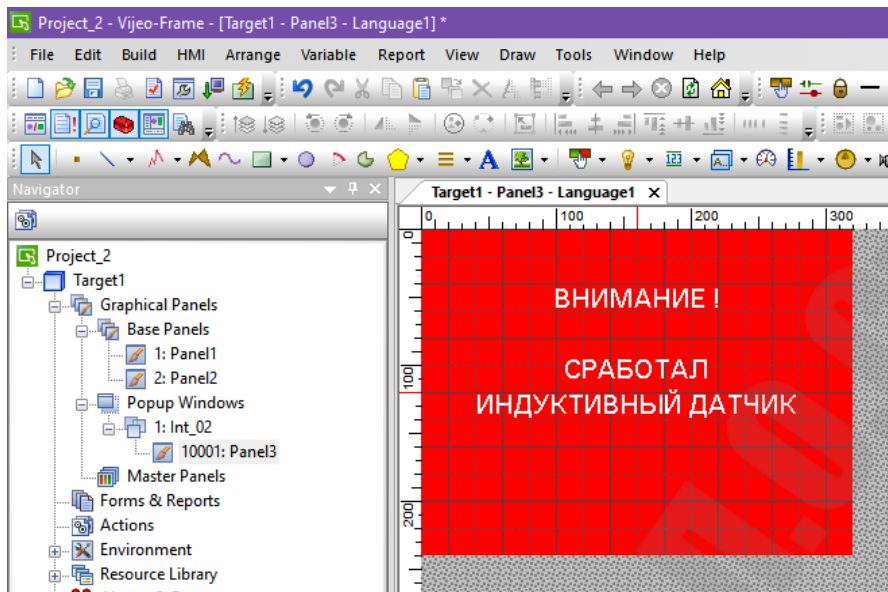 Project_2 - Vijeo-Frame - [Target1 - Panel3 - Language1] *
File Edit Build HMI Arrange Variable Report View Draw Tools Window Help
Navigator
Target1 - Panel3 - Language1
0 100 200 300
0
100
200
Project_2
Target1
Graphical Panels
Base Panels
1: Panel1
2: Panel2
Popup Windows
1: Int_02
10001: Panel3
Master Panels
Forms & Reports
Actions
Environment
Resource Library
ВНИМАНИЕ !
СРАБОТАЛ
ИНДУКТИВНЫЙ ДАТЧИК